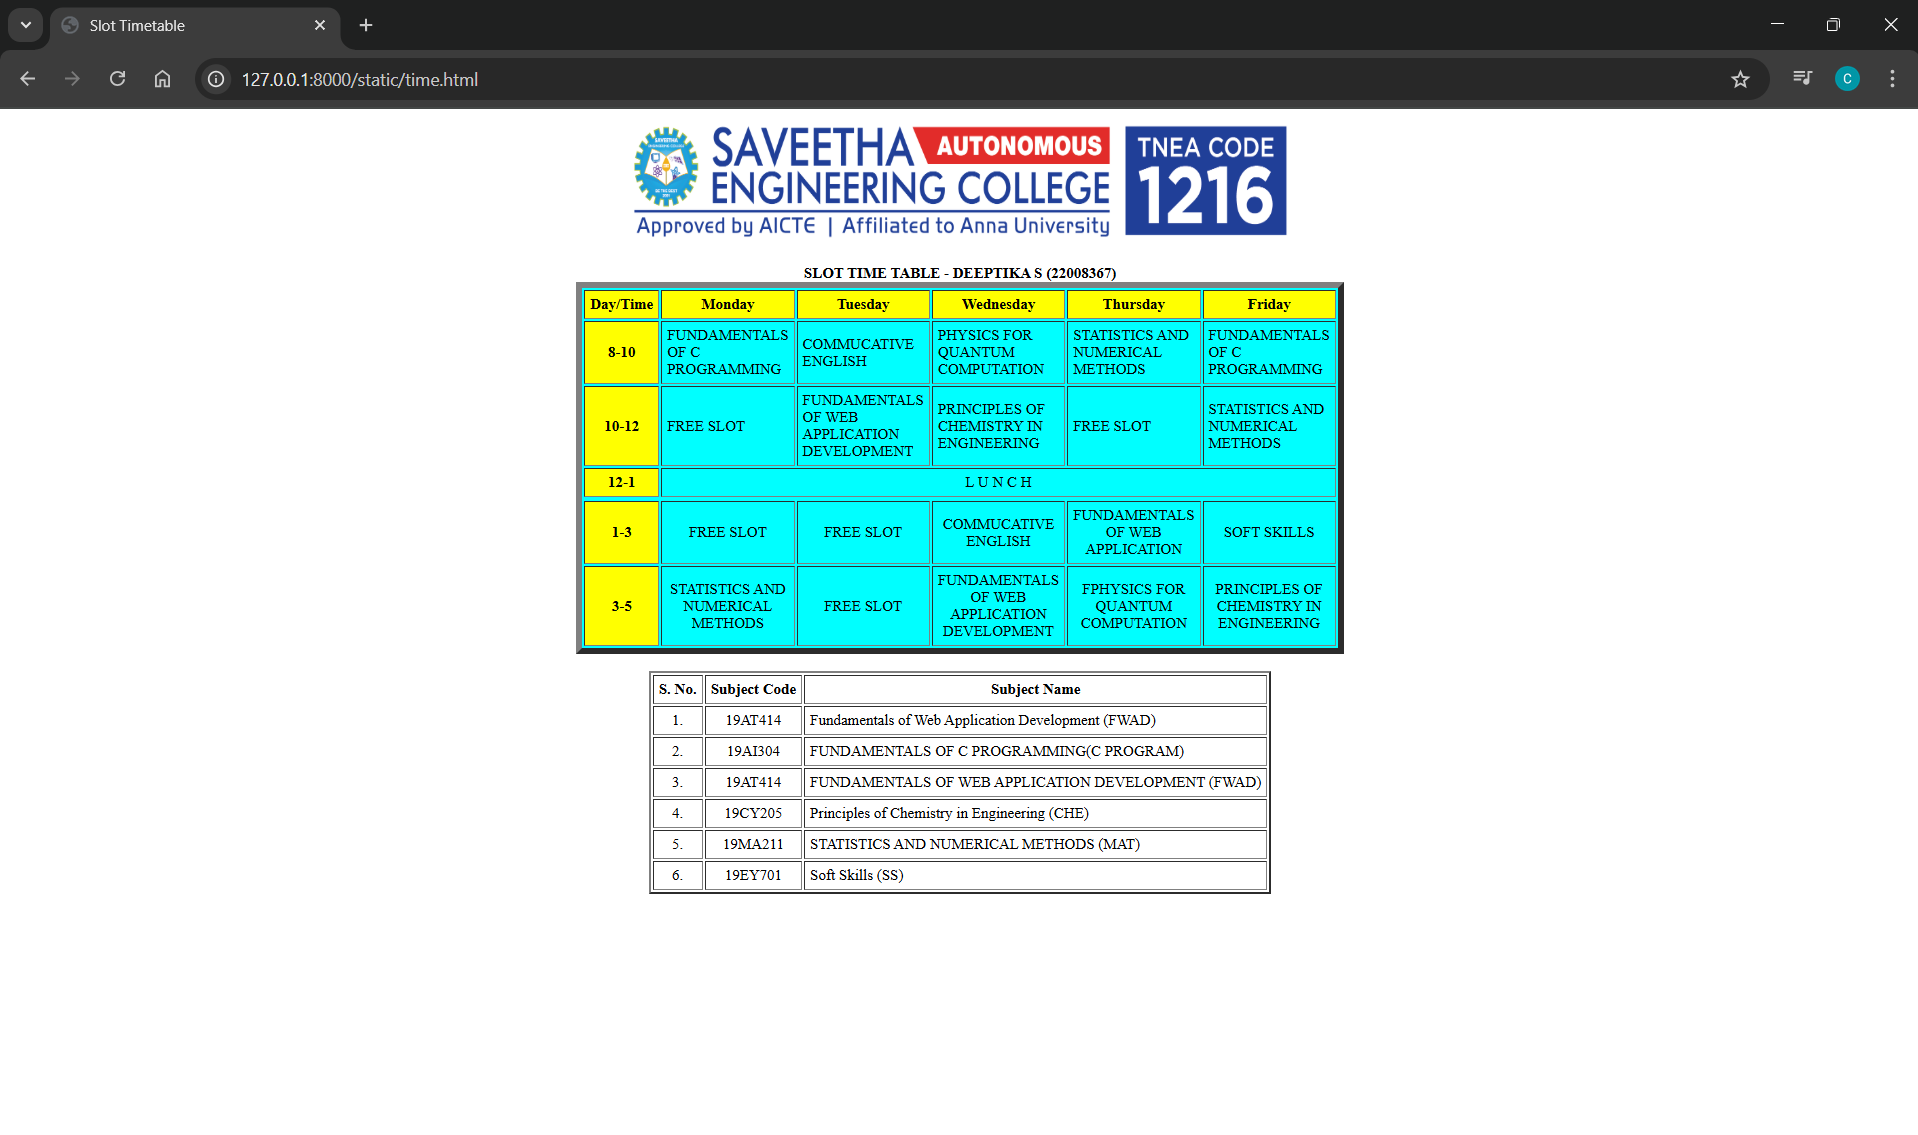 Slot Timetable
127.0.0.1:8000/static/time.html
C
SAVEETHA AUTONOMOUS
ENGINEERING COLLEGE
Approved by AICTE | Affiliated to Anna University
TNEA CODE
1216
SLOT TIME TABLE - DEEPTIKA S (22008367)
Day/Time Monday Tuesday Wednesday Thursday Friday
8-10
FUNDAMENTALS
OF C
PROGRAMMING
COMMUCATIVE
ENGLISH
PHYSICS FOR
QUANTUM
COMPUTATION
STATISTICS AND
NUMERICAL
METHODS
FUNDAMENTALS
OF C
PROGRAMMING
10-12
FREE SLOT
FUNDAMENTALS
OF WEB
APPLICATION
DEVELOPMENT
PRINCIPLES OF
CHEMISTRY IN
ENGINEERING
FREE SLOT
STATISTICS AND
NUMERICAL
METHODS
12-1
L U N C H
1-3
FREE SLOT
FREE SLOT
COMMUCATIVE
ENGLISH
FUNDAMENTALS
OF WEB
APPLICATION
SOFT SKILLS
3-5
STATISTICS AND
NUMERICAL
METHODS
FREE SLOT
FUNDAMENTALS
OF WEB
APPLICATION
DEVELOPMENT
FPHYSICS FOR
QUANTUM
COMPUTATION
PRINCIPLES OF
CHEMISTRY IN
ENGINEERING
S. No. Subject Code Subject Name
1. 19AT414 Fundamentals of Web Application Development (FWAD)
2. 19AI304 FUNDAMENTALS OF C PROGRAMMING(C PROGRAM)
3. 19AT414 FUNDAMENTALS OF WEB APPLICATION DEVELOPMENT (FWAD)
4. 19CY205 Principles of Chemistry in Engineering (CHE)
5. 19MA211 STATISTICS AND NUMERICAL METHODS (MAT)
6. 19EY701 Soft Skills (SS)